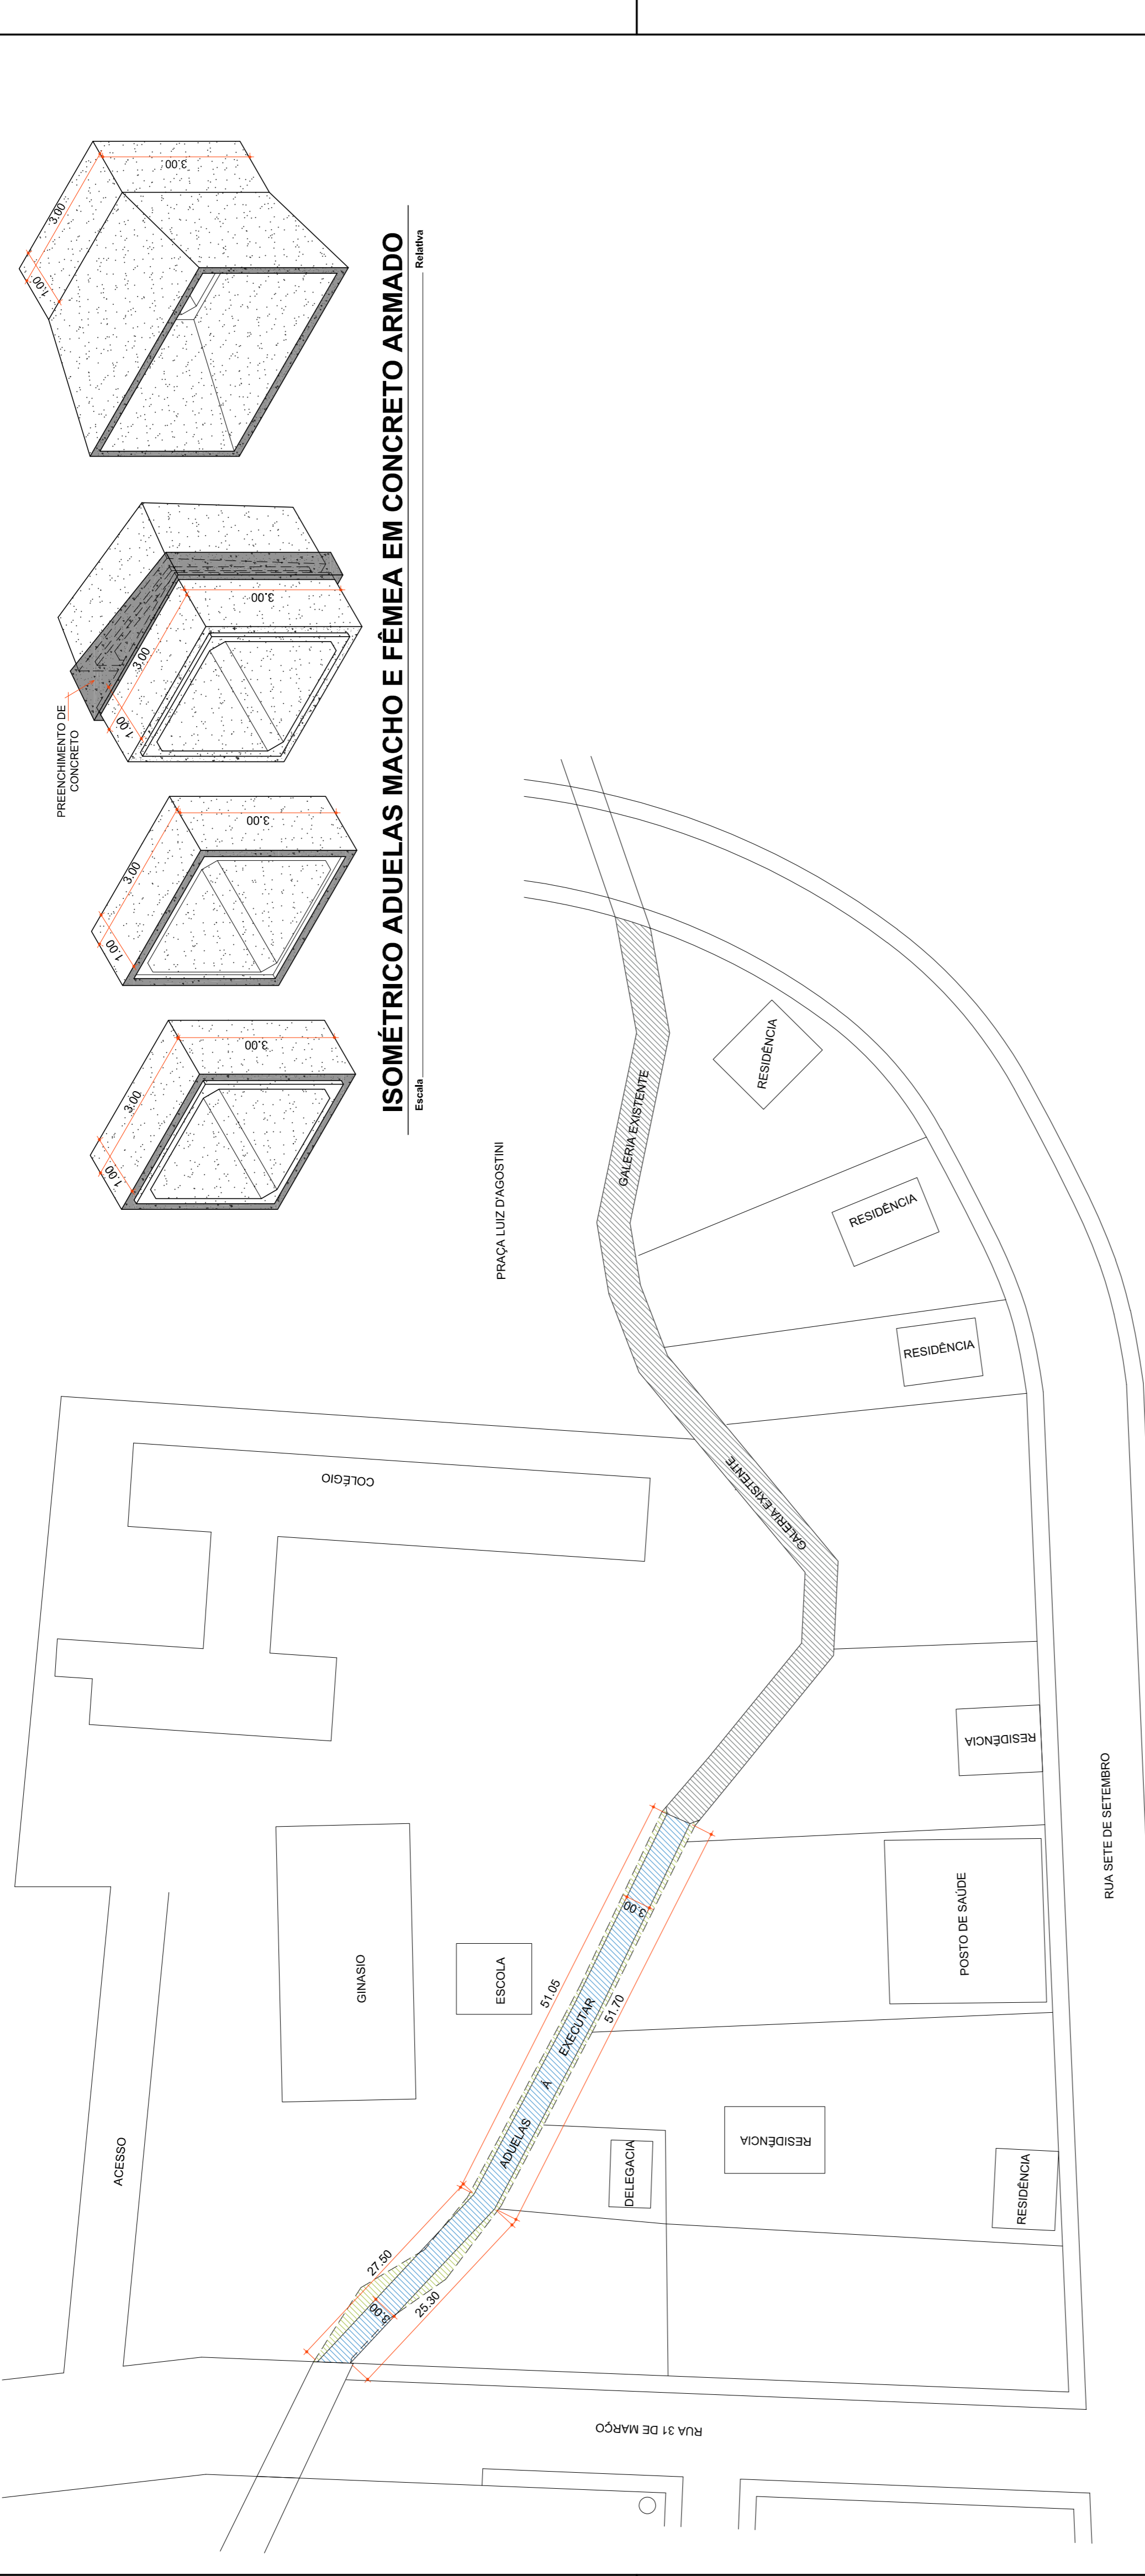 3.00
3.00
1.00
PREENCHIMENTO DE
CONCRETO
3.00
3.00
1.00
3.00
3.00
1.00
3.00
3.00
1.00
ISOMÉTRICO ADUELAS MACHO E FÊMEA EM CONCRETO ARMADO
Escala
Relativa
PRAÇA LUIZ D'AGOSTINI
GALERIA EXISTENTE
RESIDÊNCIA
RESIDÊNCIA
RESIDÊNCIA
COLÉGIO
GALERIA EXISTENTE
RESIDÊNCIA
RUA SETE DE SETEMBRO
POSTO DE SAÚDE
GINASIO
ESCOLA
3.00
51.05
51.70
ADUELAS Á EXECUTAR
ACESSO
DELEGACIA
RESIDÊNCIA
RESIDÊNCIA
27.50
3.00
25.30
RUA 31 DE MARÇO